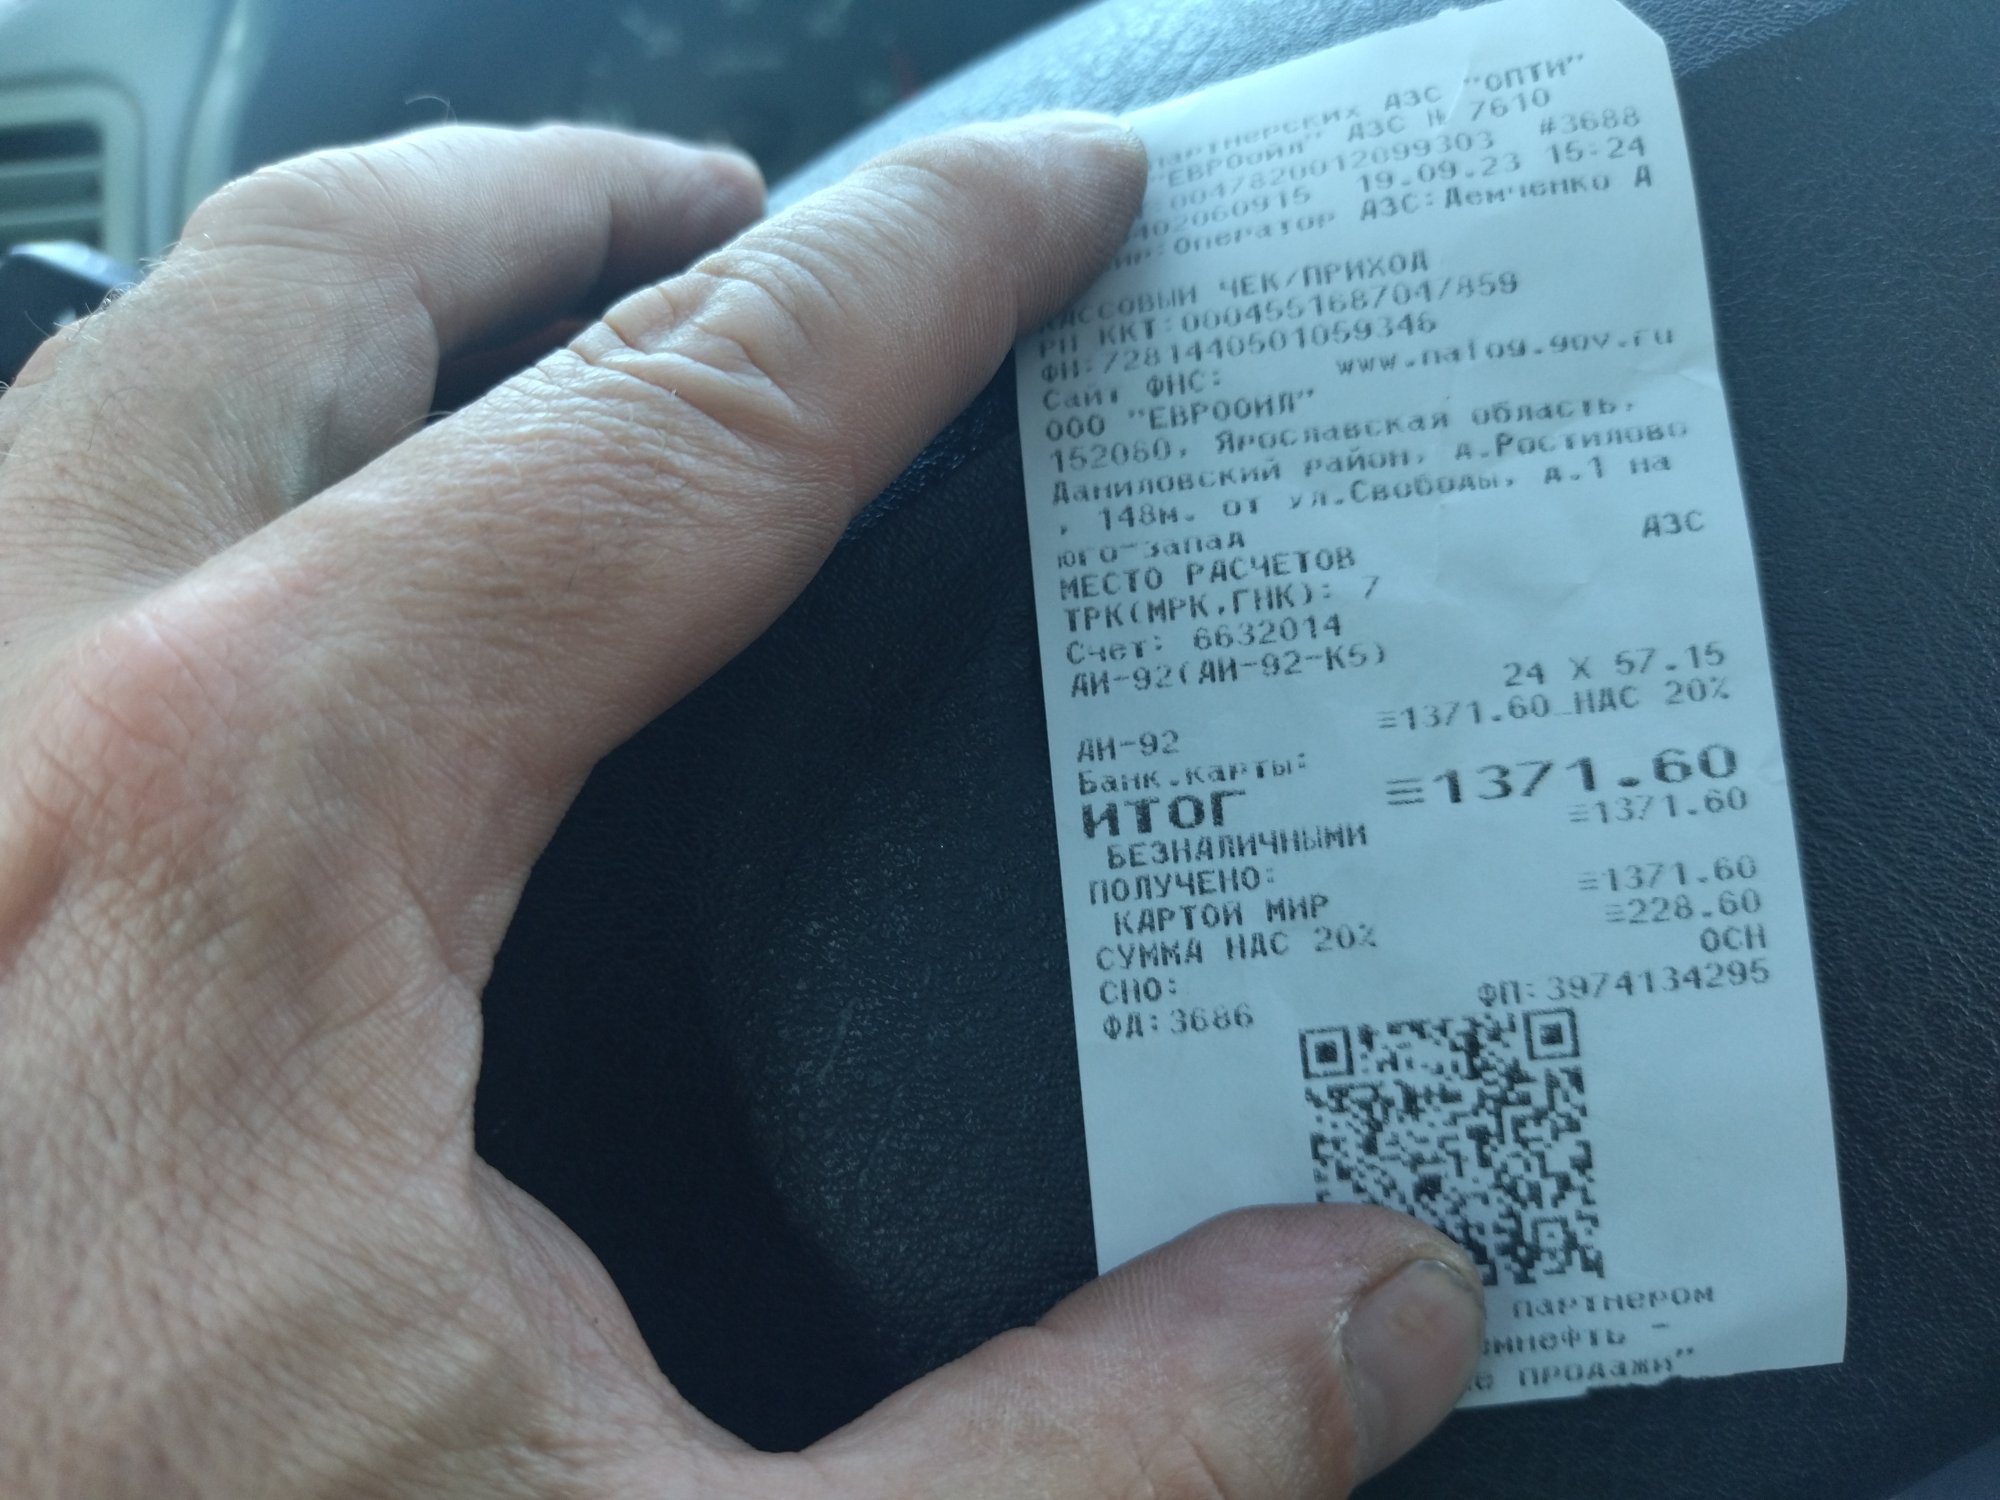 партнерских АЗС "ОПТИ"
"ЕВРООЙЛ" АЗС № 7610
0047820012099303 #3688
402060915 19.09.23 15:24
Оператор АЗС:Демченко А
КАССОВЫЙ ЧЕК/ПРИХОД
РН ККТ:0004551687047859
ФН:7281440501059346
Сайт ФНС: www.nalog.gov.ru
ООО "ЕВРООЙЛ"
152080, Ярославская область,
Даниловский район, д.Ростилово
, 148м. от ул.Свободы, д.1 на
юго-запад
МЕСТО РАСЧЕТОВ АЗС
ТРК(МРК,ГНК): 7
Счет: 6632014
АИ-92(АИ-92-К5)
24 X 57.15
≡1371.60 НДС 20%
АИ-92
Банк.карты:
ИТОГ ≡1371.60
БЕЗНАЛИЧНЫМИ ≡1371.60
ПОЛУЧЕНО:
КАРТОЙ МИР ≡1371.60
СУММА НДС 20% ≡228.60
СНО: ОСН
ФД:3686 ФП:3974134295
партнером
продажи"